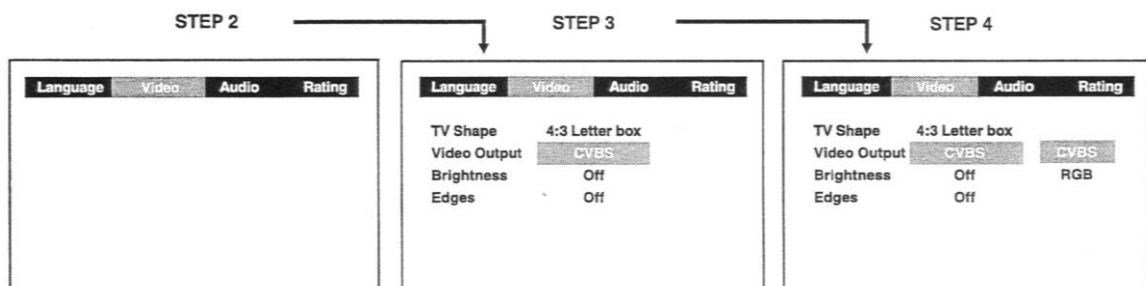 STEP 2
STEP 3
STEP 4
Language Video Audio Rating
Language Video Audio Rating
TV Shape 4:3 Letter box
Video Output CVBS
Brightness Off
Edges Off
Language Video Audio Rating
TV Shape 4:3 Letter box
Video Output CVBS CVBS
Brightness Off RGB
Edges Off